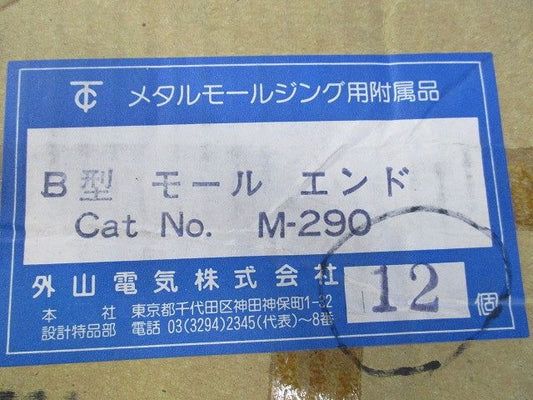 メタルモールジング用附属品
B型 モール エンド
Cat No. M-290
外山電気株式会社
12個
本社 東京都千代田区神田神保町1-32
設計特品部 電話 03(3294)2345(代表)〜8番